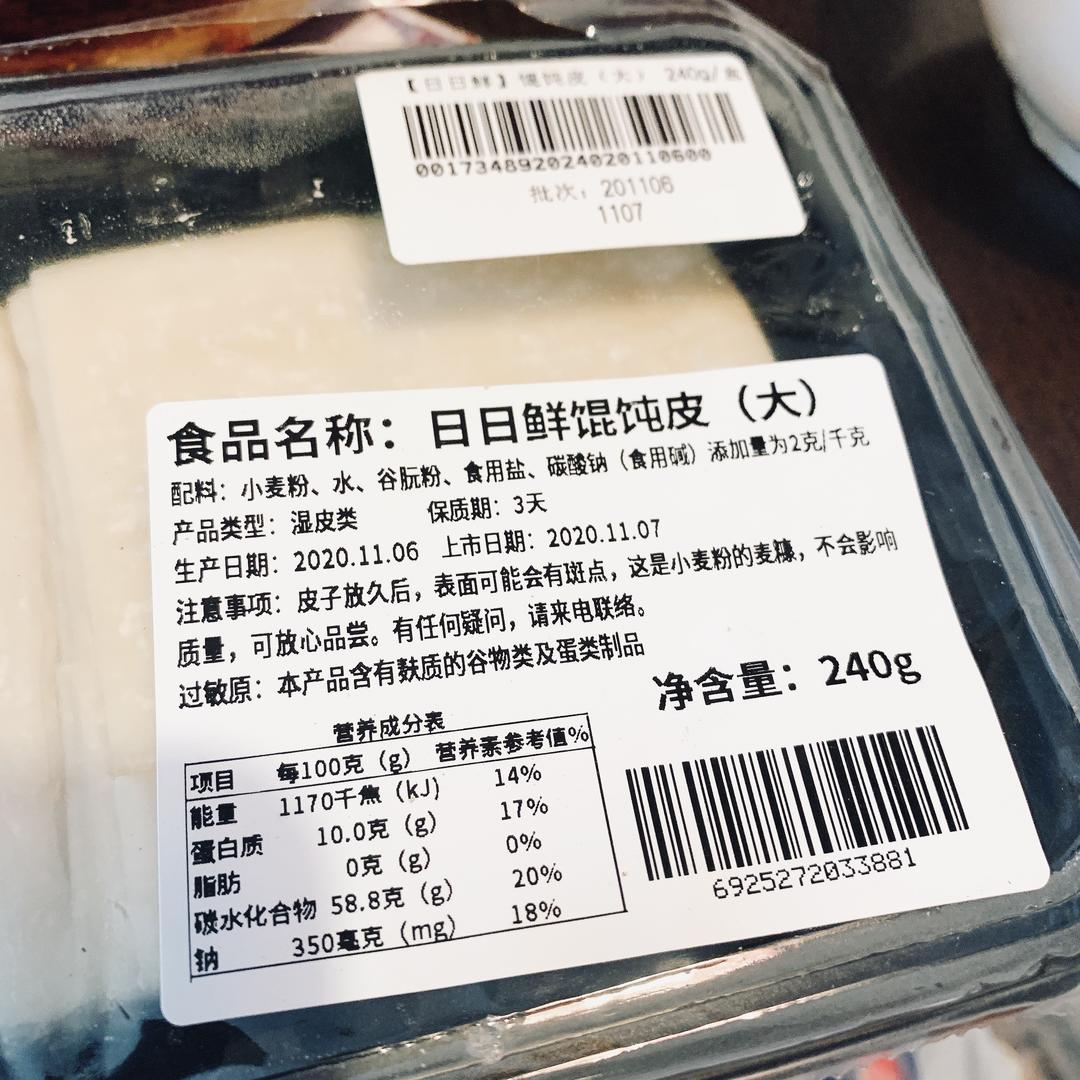 【日日鲜】馄饨皮（大） 240g/盒
001734892024020110600
批次：201106
1107
食品名称：日日鲜馄饨皮（大）
配料：小麦粉、水、谷朊粉、食用盐、碳酸钠（食用碱）添加量为2克/千克
产品类型：湿皮类 保质期：3天
生产日期：2020.11.06 上市日期：2020.11.07
注意事项：皮子放久后，表面可能会有斑点，这是小麦粉的麦糠，不会影响
质量，可放心品尝。有任何疑问，请来电联络。
过敏原：本产品含有麸质的谷物类及蛋类制品
净含量：240g
营养成分表
项目 每100克（g） 营养素参考值%
能量 1170千焦（kJ） 14%
蛋白质 10.0克（g） 17%
脂肪 0克（g） 0%
碳水化合物 58.8克（g） 20%
钠 350毫克（mg） 18%
6925272033881